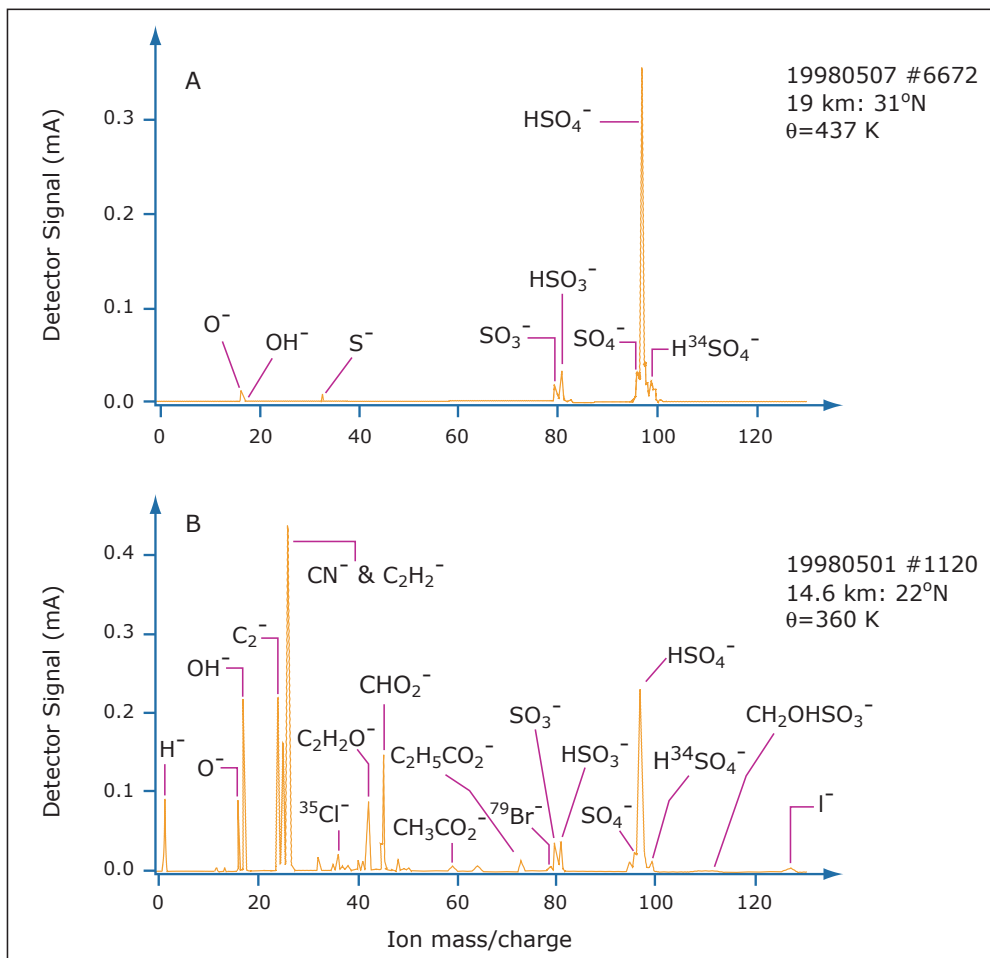 A
19980507 #6672
19 km: 31°N
θ=437 K
Detector Signal (mA)
0.3
0.2
0.1
0.0
HSO₄⁻
HSO₃⁻
SO₃⁻
SO₄⁻
H³⁴SO₄⁻
O⁻
OH⁻
S⁻
0 20 40 60 80 100 120
B
19980501 #1120
14.6 km: 22°N
θ=360 K
Detector Signal (mA)
0.4
0.3
0.2
0.1
0.0
CN⁻ & C₂H₂⁻
C₂⁻
OH⁻
H⁻
O⁻
CHO₂⁻
C₂H₂O⁻
³⁵Cl⁻
C₂H₅CO₂⁻
CH₃CO₂⁻
⁷⁹Br⁻
SO₃⁻
HSO₃⁻
SO₄⁻
HSO₄⁻
H³⁴SO₄⁻
CH₂OHSO₃⁻
I⁻
0 20 40 60 80 100 120
Ion mass/charge